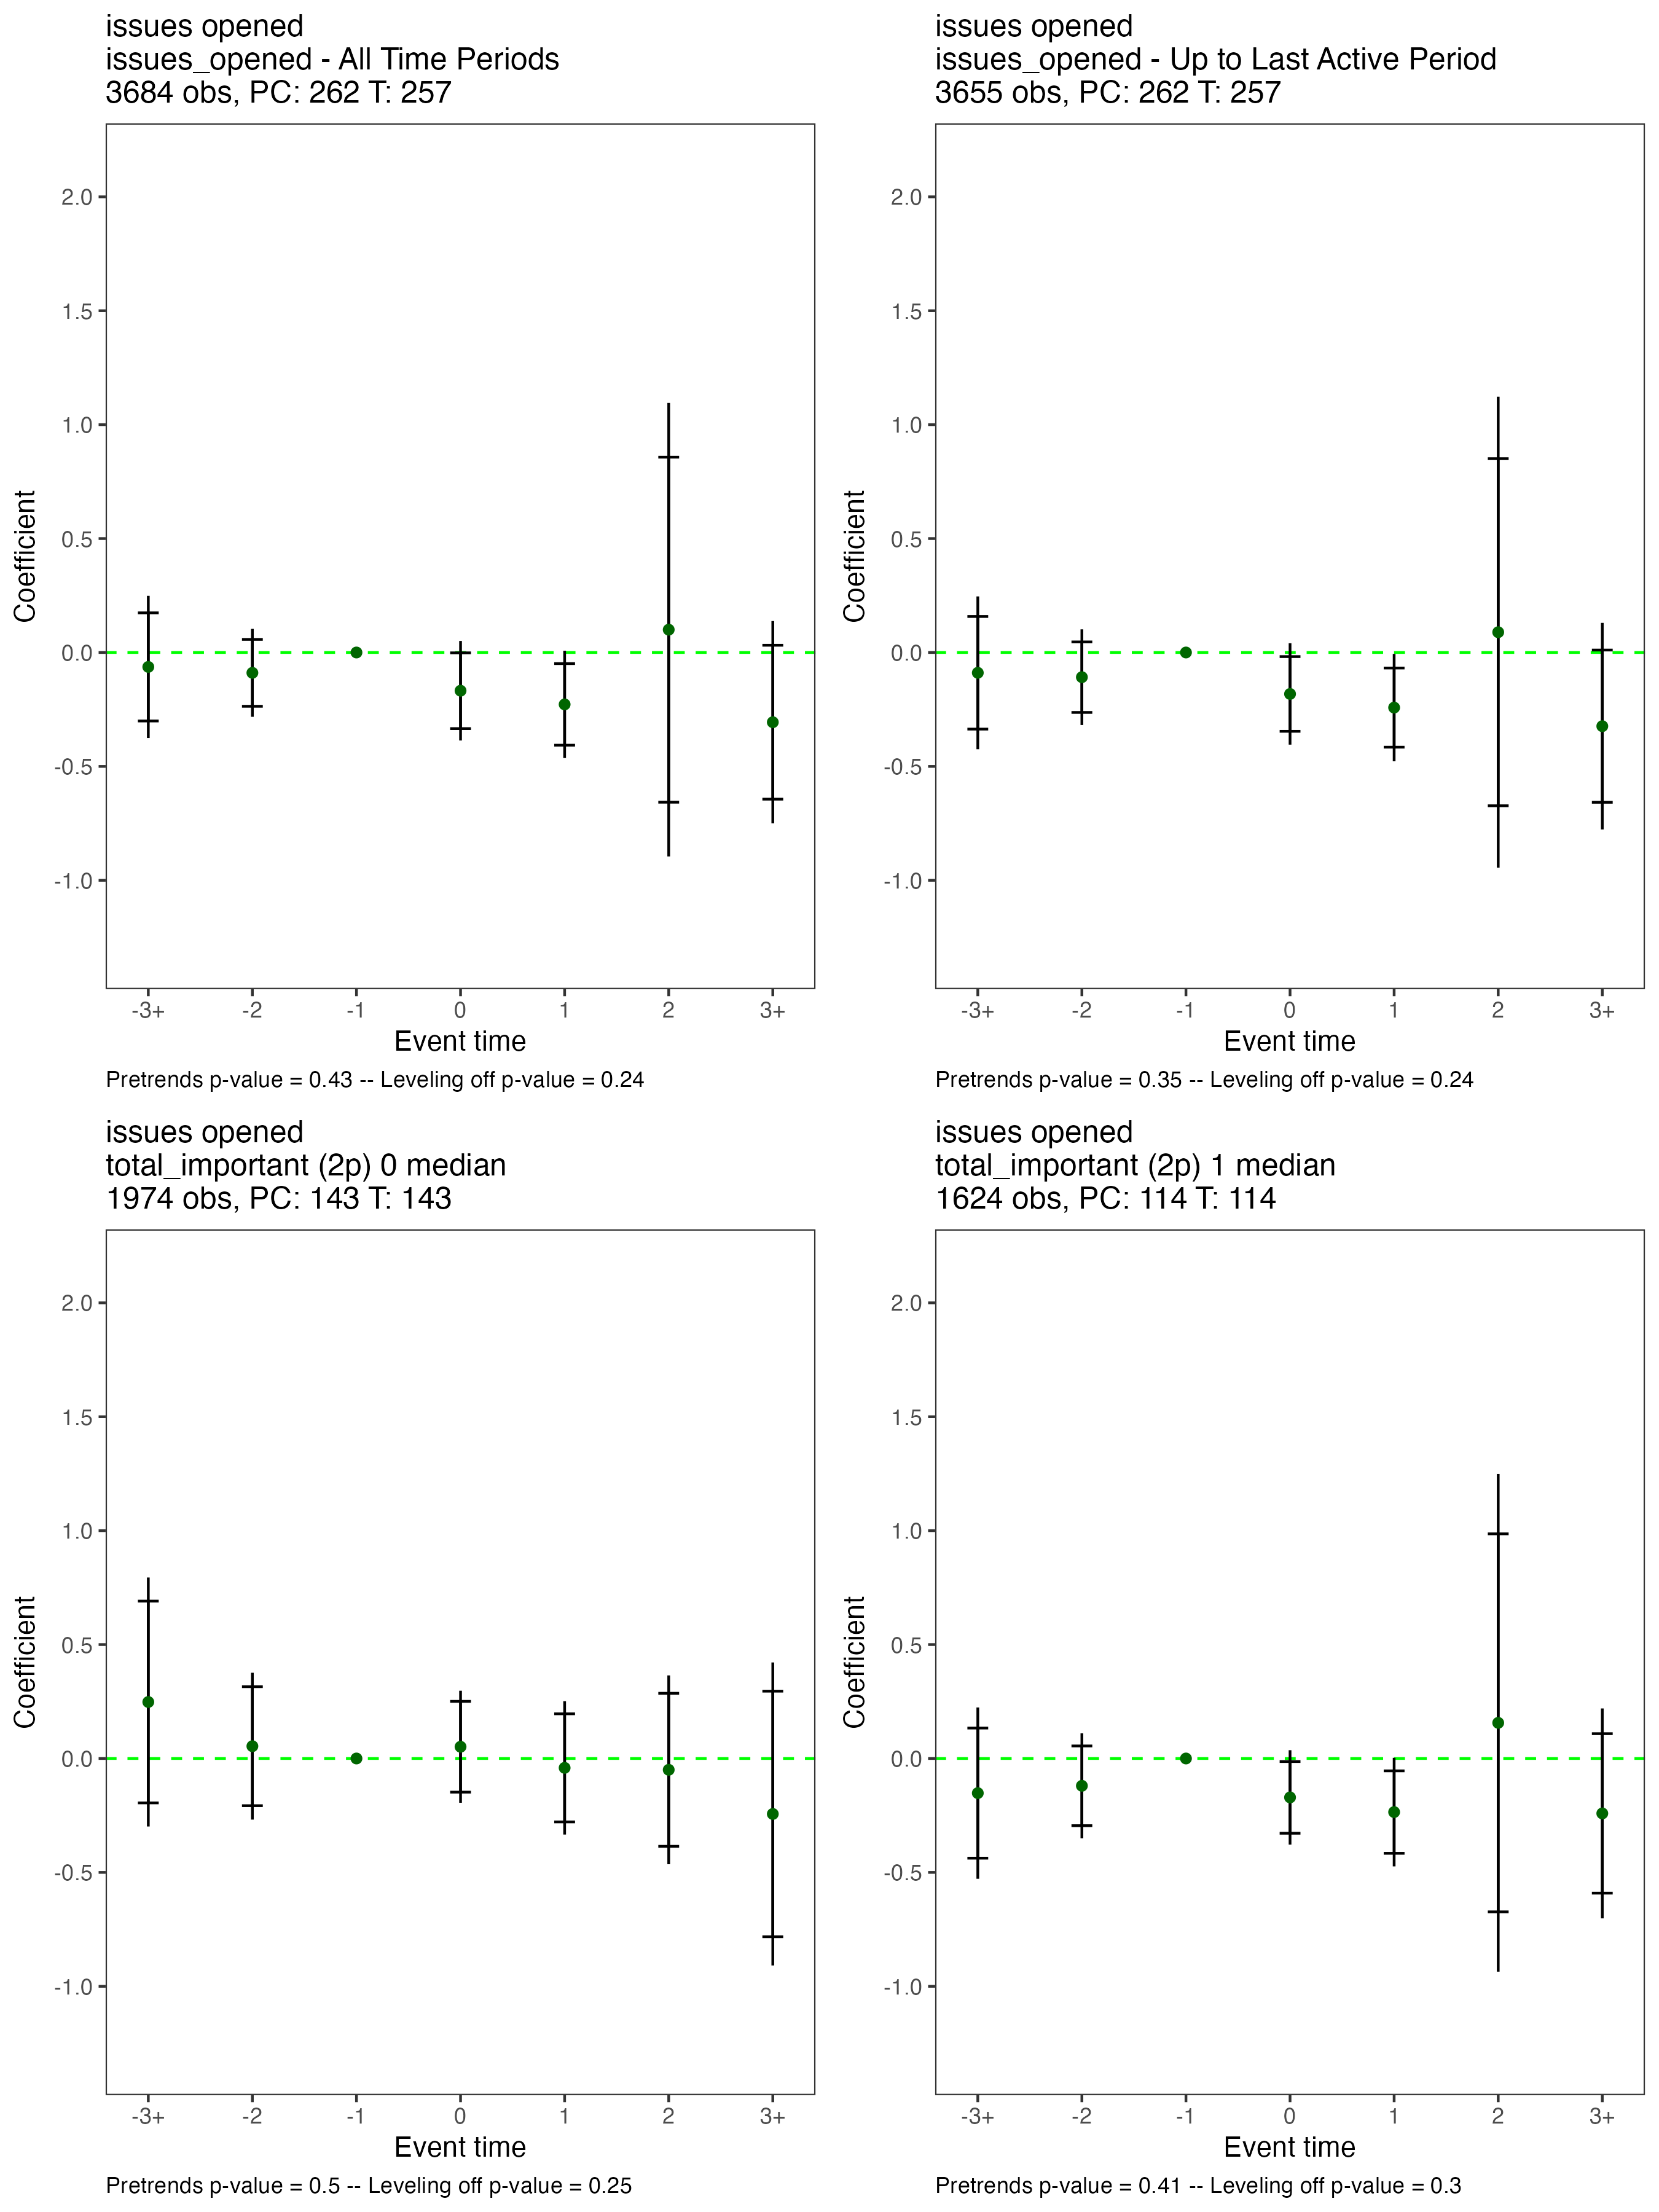 issues opened
issues_opened - All Time Periods
3684 obs, PC: 262 T: 257
2.0
1.5
1.0
0.5
0.0
-0.5
-1.0
Coefficient
-3+ -2 -1 0 1 2 3+
Event time
Pretrends p-value = 0.43 -- Leveling off p-value = 0.24
issues opened
issues_opened - Up to Last Active Period
3655 obs, PC: 262 T: 257
2.0
1.5
1.0
0.5
0.0
-0.5
-1.0
Coefficient
-3+ -2 -1 0 1 2 3+
Event time
Pretrends p-value = 0.35 -- Leveling off p-value = 0.24
issues opened
total_important (2p) 0 median
1974 obs, PC: 143 T: 143
2.0
1.5
1.0
0.5
0.0
-0.5
-1.0
Coefficient
-3+ -2 -1 0 1 2 3+
Event time
Pretrends p-value = 0.5 -- Leveling off p-value = 0.25
issues opened
total_important (2p) 1 median
1624 obs, PC: 114 T: 114
2.0
1.5
1.0
0.5
0.0
-0.5
-1.0
Coefficient
-3+ -2 -1 0 1 2 3+
Event time
Pretrends p-value = 0.41 -- Leveling off p-value = 0.3